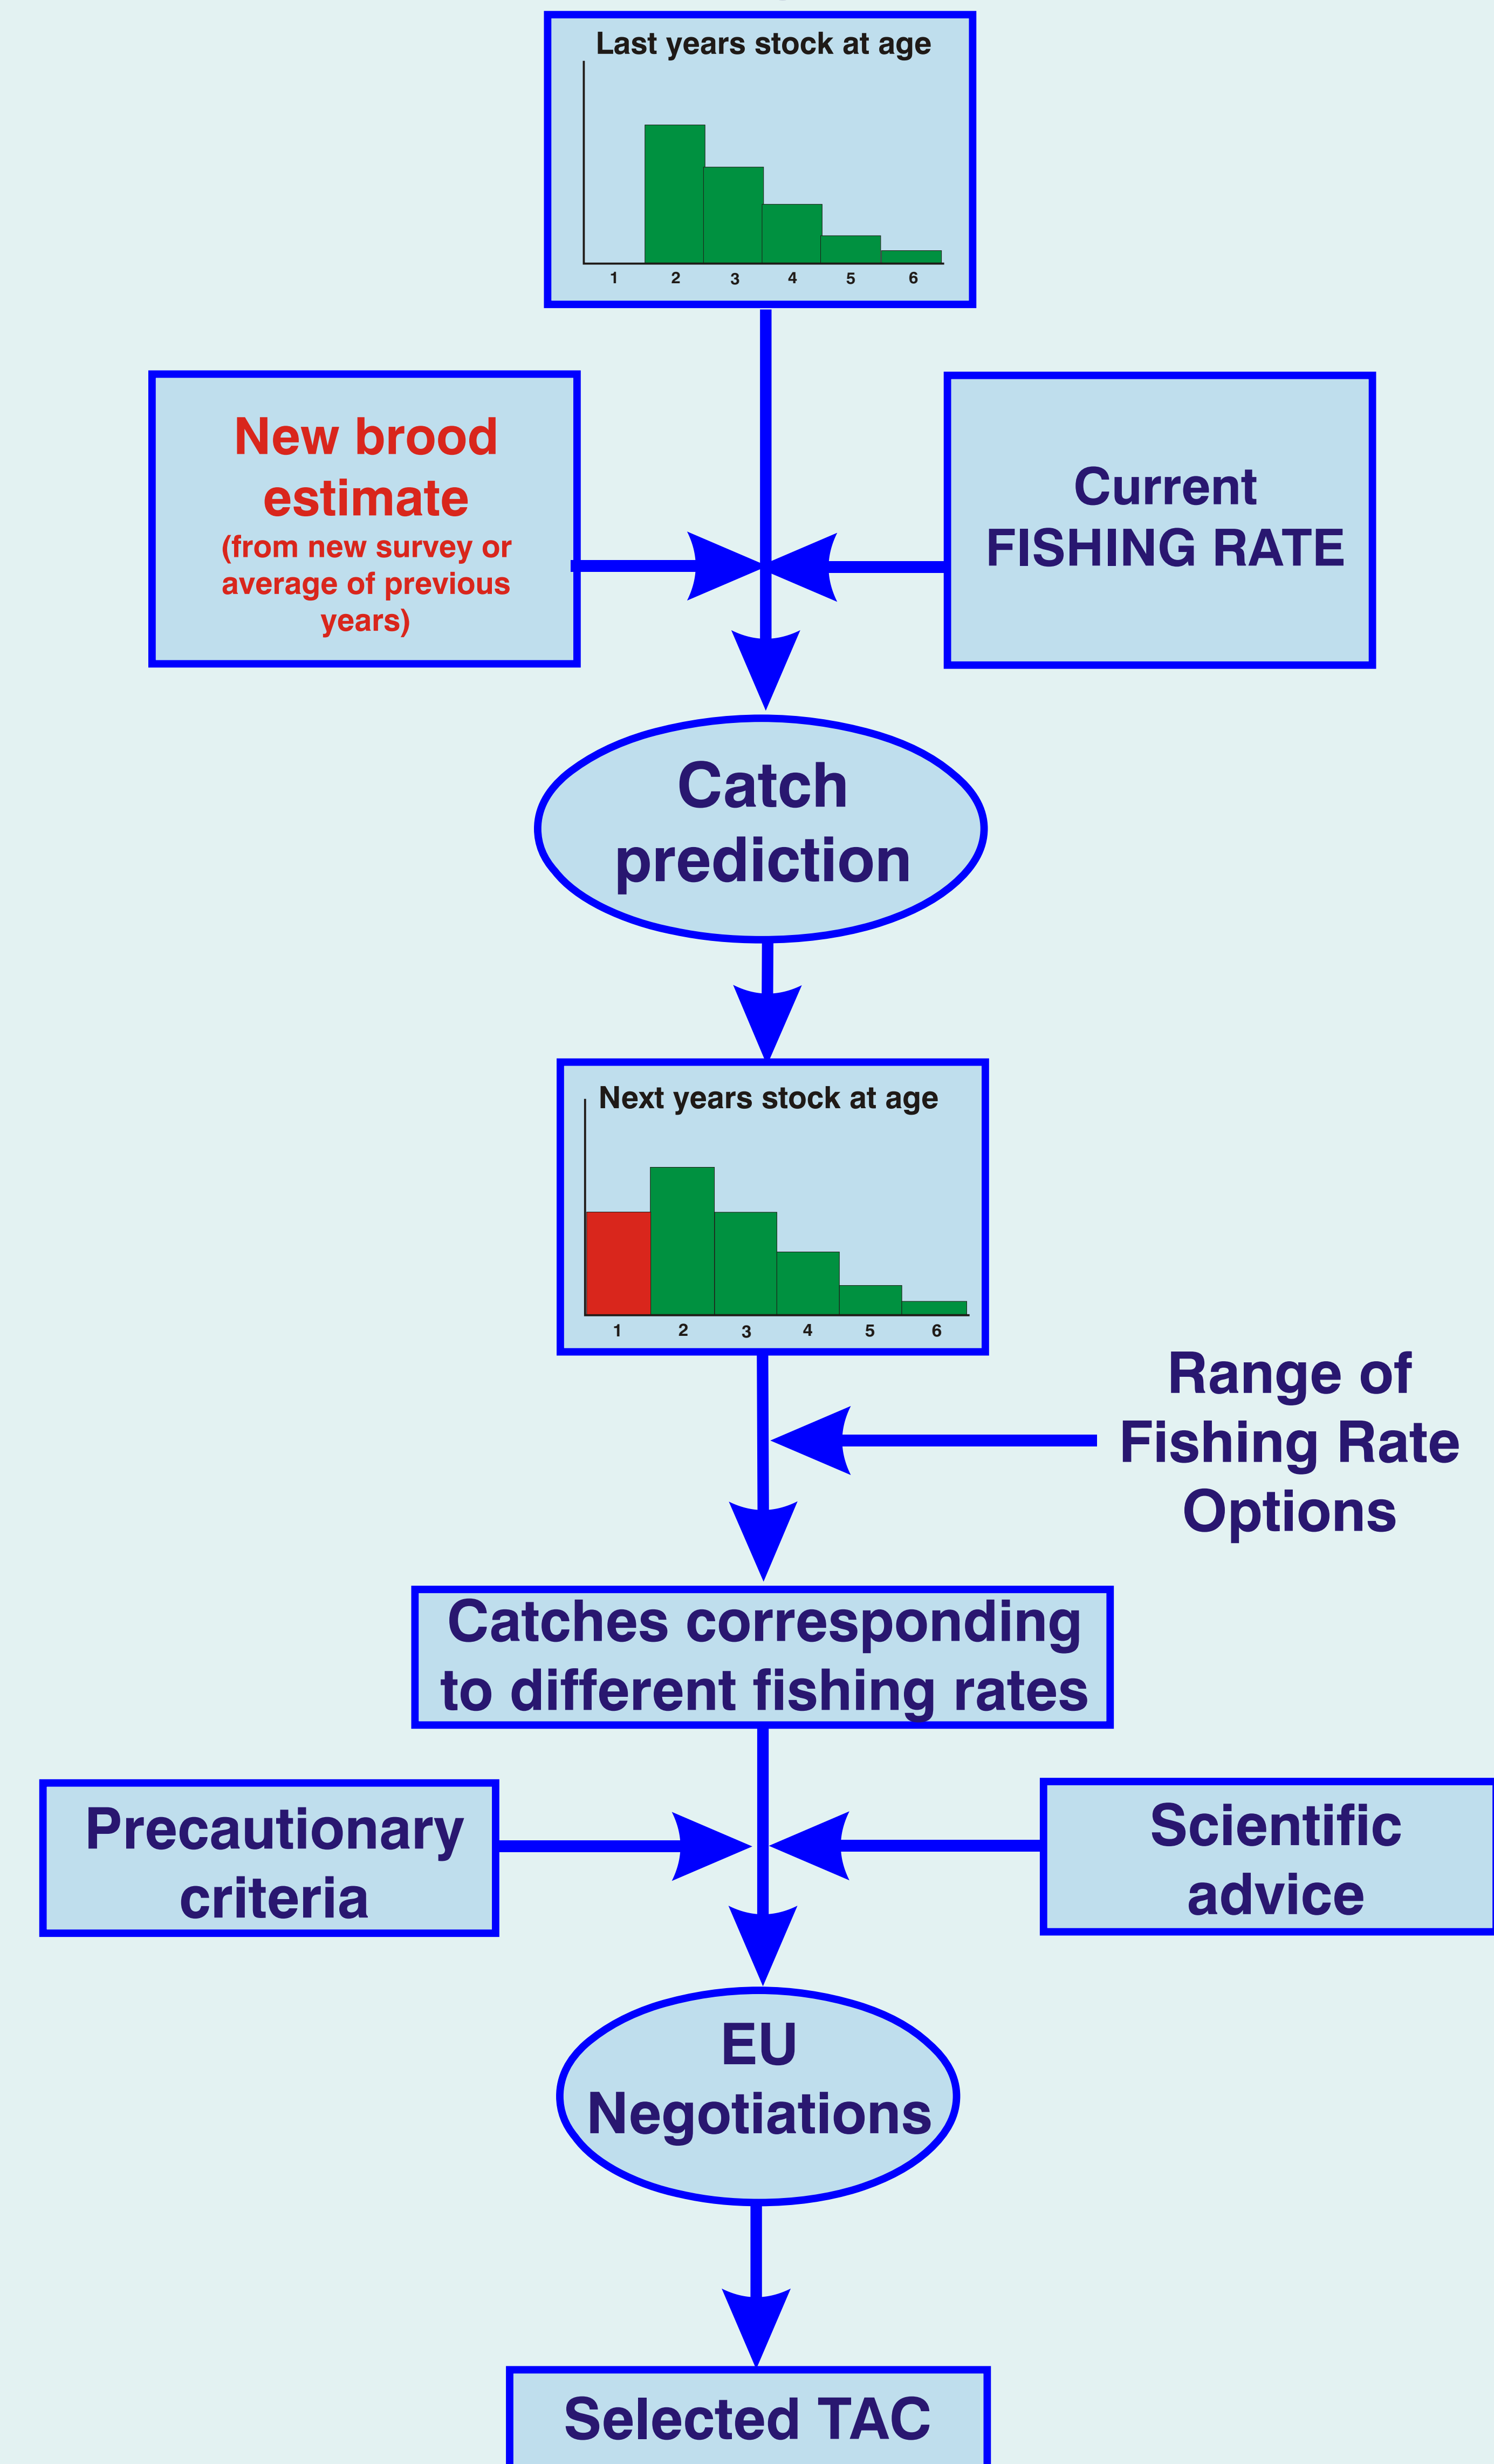 Last years stock at age
1 2 3 4 5 6
New brood
estimate
(from new survey or
average of previous
years)
Current
FISHING RATE
Catch
prediction
Next years stock at age
1 2 3 4 5 6
Range of
Fishing Rate
Options
Catches corresponding
to different fishing rates
Precautionary
criteria
Scientific
advice
EU
Negotiations
Selected TAC